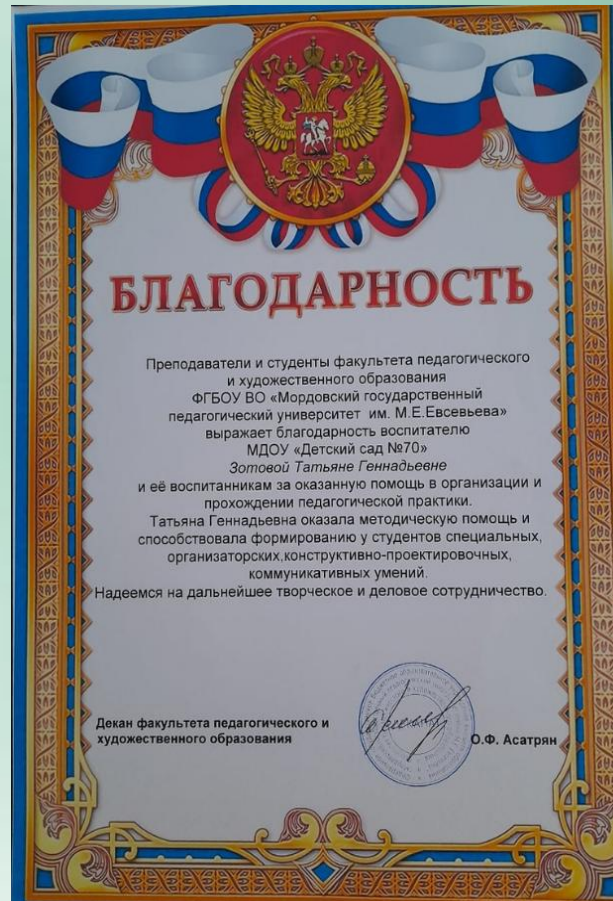 БЛАГОДАРНОСТЬ
Преподаватели и студенты факультета педагогического
и художественного образования
ФГБОУ ВО «Мордовский государственный
педагогический университет им. М.Е.Евсевьева»
выражает благодарность воспитателю
МДОУ «Детский сад №70»
Зотовой Татьяне Геннадьевне
и её воспитанникам за оказанную помощь в организации и
прохождении педагогической практики.
Татьяна Геннадьевна оказала методическую помощь и
способствовала формированию у студентов специальных,
организаторских,конструктивно-проектировочных,
коммуникативных умений.
Надеемся на дальнейшее творческое и деловое сотрудничество.
Декан факультета педагогического и
художественного образования
О.Ф. Асатрян